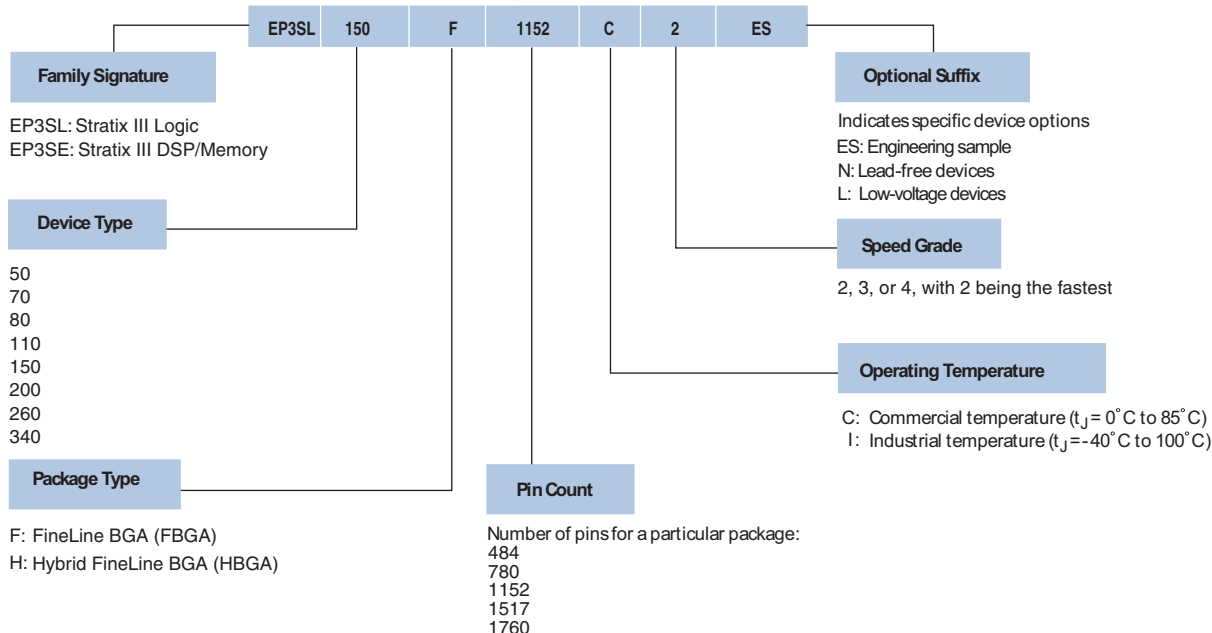 EP3SL 150 F 1152 C 2 ES
Family Signature
EP3SL: Stratix III Logic
EP3SE: Stratix III DSP/Memory
Device Type
50
70
80
110
150
200
260
340
Package Type
F: FineLine BGA (FBGA)
H: Hybrid FineLine BGA (HBGA)
Pin Count
Number of pins for a particular package:
484
780
1152
1517
1760
Optional Suffix
Indicates specific device options
ES: Engineering sample
N: Lead-free devices
L: Low-voltage devices
Speed Grade
2, 3, or 4, with 2 being the fastest
Operating Temperature
C: Commercial temperature (tJ = 0˚C to 85˚C)
I: Industrial temperature (tJ = -40˚C to 100˚C)